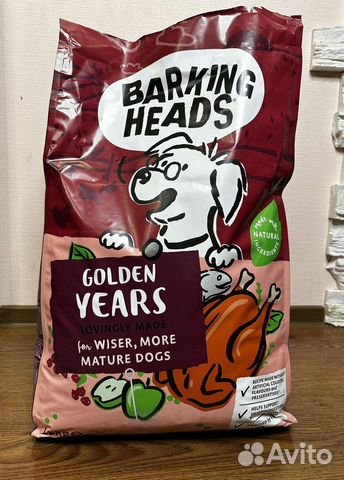 BARKING
HEADS
made with
NATURAL
INGREDIENTS
GOLDEN
YEARS
LOVINGLY MADE
for WISER, MORE
MATURE DOGS
RECIPE MADE WITHOUT
ARTIFICIAL COLOURS,
FLAVOURS and
PRESERVATIVES
HELPS SUPPORT
Avito